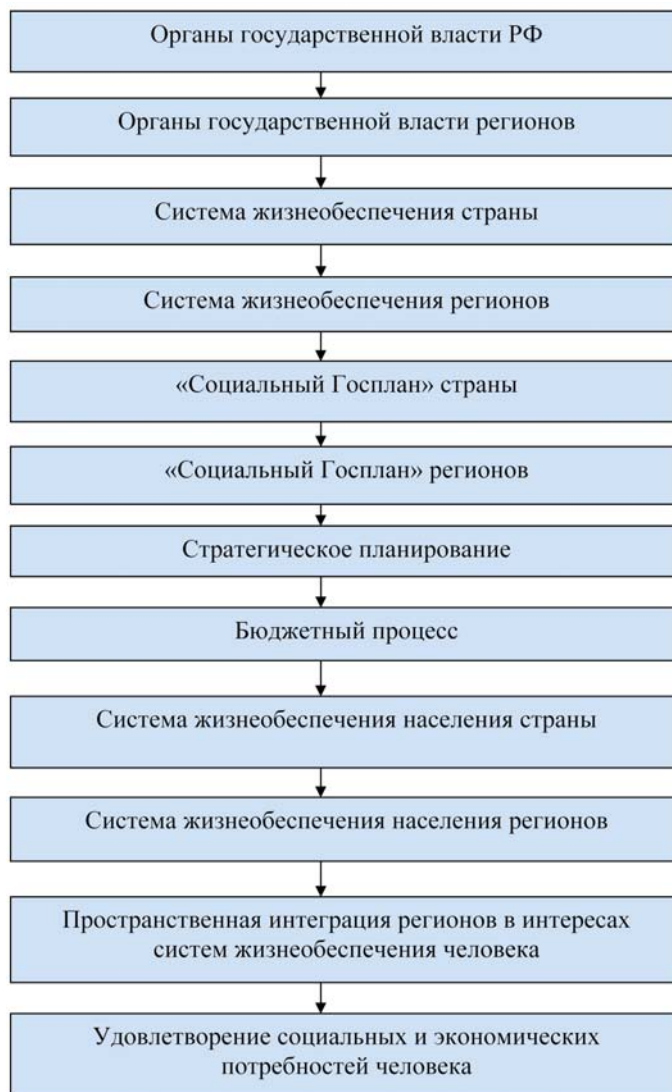 Органы государственной власти РФ
Органы государственной власти регионов
Система жизнеобеспечения страны
Система жизнеобеспечения регионов
«Социальный Госплан» страны
«Социальный Госплан» регионов
Стратегическое планирование
Бюджетный процесс
Система жизнеобеспечения населения страны
Система жизнеобеспечения населения регионов
Пространственная интеграция регионов в интересах
систем жизнеобеспечения человека
Удовлетворение социальных и экономических
потребностей человека